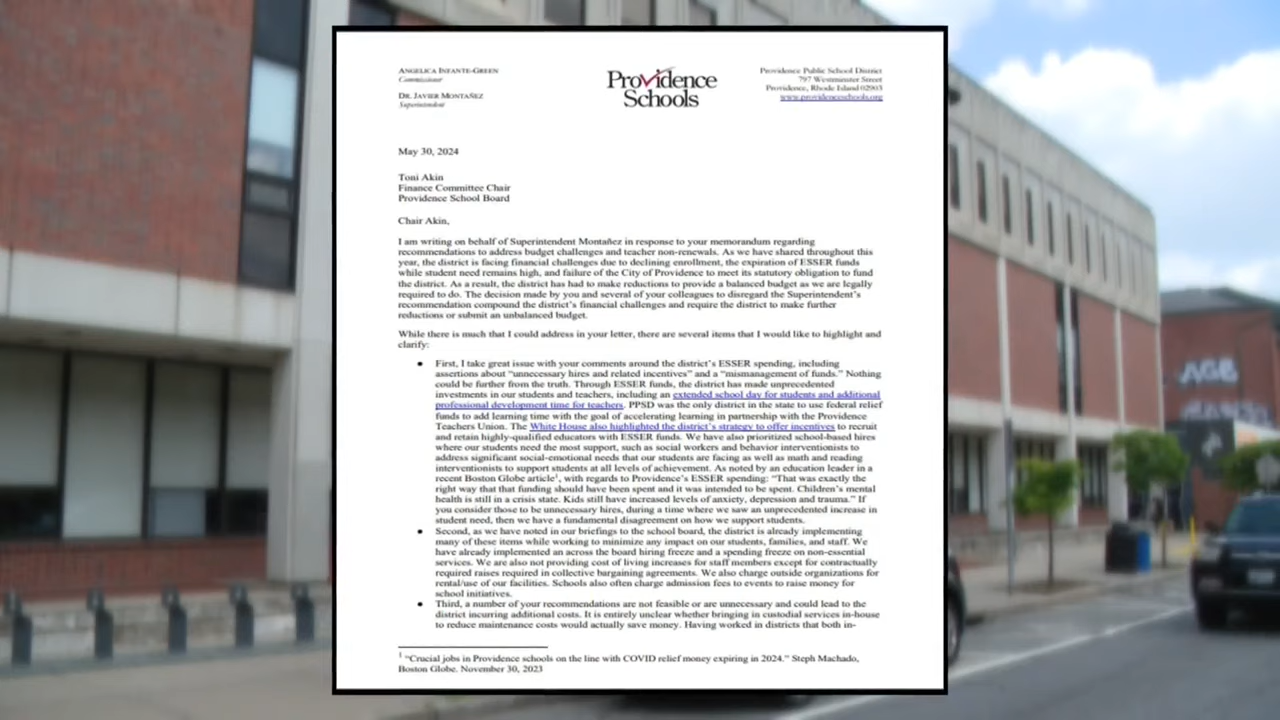 ANGELICA INFANTE-GREEN
Commissioner
DR. JAVIER MONTAÑEZ
Superintendent
Providence
Schools
Providence Public School District
797 Westminster Street
Providence, Rhode Island 02903
www.providenceschools.org
May 30, 2024
Toni Akin
Finance Committee Chair
Providence School Board
Chair Akin,
I am writing on behalf of Superintendent Montañez in response to your memorandum regarding
recommendations to address budget challenges and teacher non-renewals. As we have shared throughout this
year, the district is facing financial challenges due to declining enrollment, the expiration of ESSER funds
while student need remains high, and failure of the City of Providence to meet its statutory obligation to fund
the district. As a result, the district has had to make reductions to provide a balanced budget as we are legally
required to do. The decision made by you and several of your colleagues to disregard the Superintendent's
recommendation compound the district's financial challenges and require the district to make further
reductions or submit an unbalanced budget.
While there is much that I could address in your letter, there are several items that I would like to highlight and
clarify:
● First, I take great issue with your comments around the district's ESSER spending, including
assertions about "unnecessary hires and related incentives" and a "mismanagement of funds." Nothing
could be further from the truth. Through ESSER funds, the district has made unprecedented
investments in our students and teachers, including an extended school day for students and additional
professional development time for teachers. PPSD was the only district in the state to use federal relief
funds to add learning time with the goal of accelerating learning in partnership with the Providence
Teachers Union. The White House also highlighted the district's strategy to offer incentives to recruit
and retain highly-qualified educators with ESSER funds. We have also prioritized school-based hires
where our students need the most support, such as social workers and behavior interventionists to
address significant social-emotional needs that our students are facing as well as math and reading
interventionists to support students at all levels of achievement. As noted by an education leader in a
recent Boston Globe article¹, with regards to Providence's ESSER spending: "That was exactly the
right way that that funding should have been spent and it was intended to be spent. Children's mental
health is still in a crisis state. Kids still have increased levels of anxiety, depression and trauma." If
you consider those to be unnecessary hires, during a time where we saw an unprecedented increase in
student need, then we have a fundamental disagreement on how we support students.
● Second, as we have noted in our briefings to the school board, the district is already implementing
many of these items while working to minimize any impact on our students, families, and staff. We
have already implemented an across the board hiring freeze and a spending freeze on non-essential
services. We are also not providing cost of living increases for staff members except for contractually
required raises required in collective bargaining agreements. We also charge outside organizations for
rental/use of our facilities. Schools also often charge admission fees to events to raise money for
school initiatives.
● Third, a number of your recommendations are not feasible or are unnecessary and could lead to the
district incurring additional costs. It is entirely unclear whether bringing in custodial services in-house
to reduce maintenance costs would actually save money. Having worked in districts that both in-
¹ "Crucial jobs in Providence schools on the line with COVID relief money expiring in 2024." Steph Machado,
Boston Globe. November 30, 2023